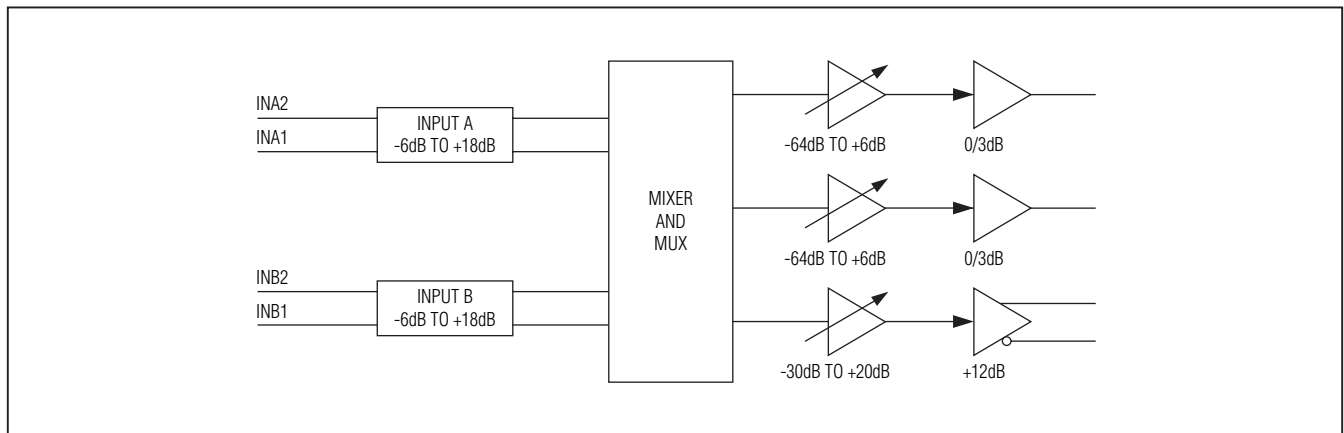 INA2
INA1
INPUT A
-6dB TO +18dB
INB2
INB1
INPUT B
-6dB TO +18dB
MIXER
AND
MUX
-64dB TO +6dB
0/3dB
-64dB TO +6dB
0/3dB
-30dB TO +20dB
+12dB